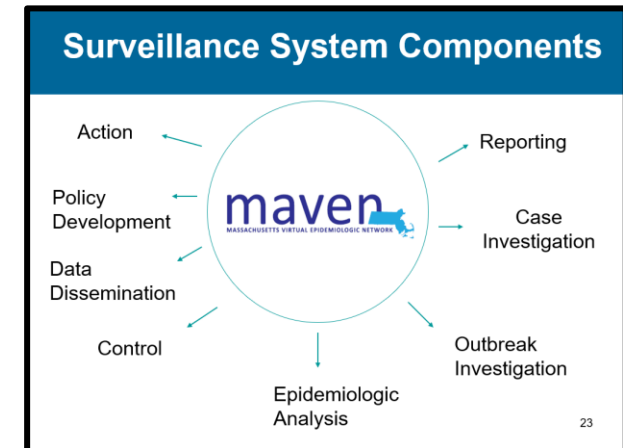 Surveillance System Components
Action
Reporting
Policy
Development
maven
MASSACHUSETTS VIRTUAL EPIDEMIOLOGIC NETWORK
Case
Investigation
Data
Dissemination
Control
Outbreak
Investigation
Epidemiologic
Analysis
23